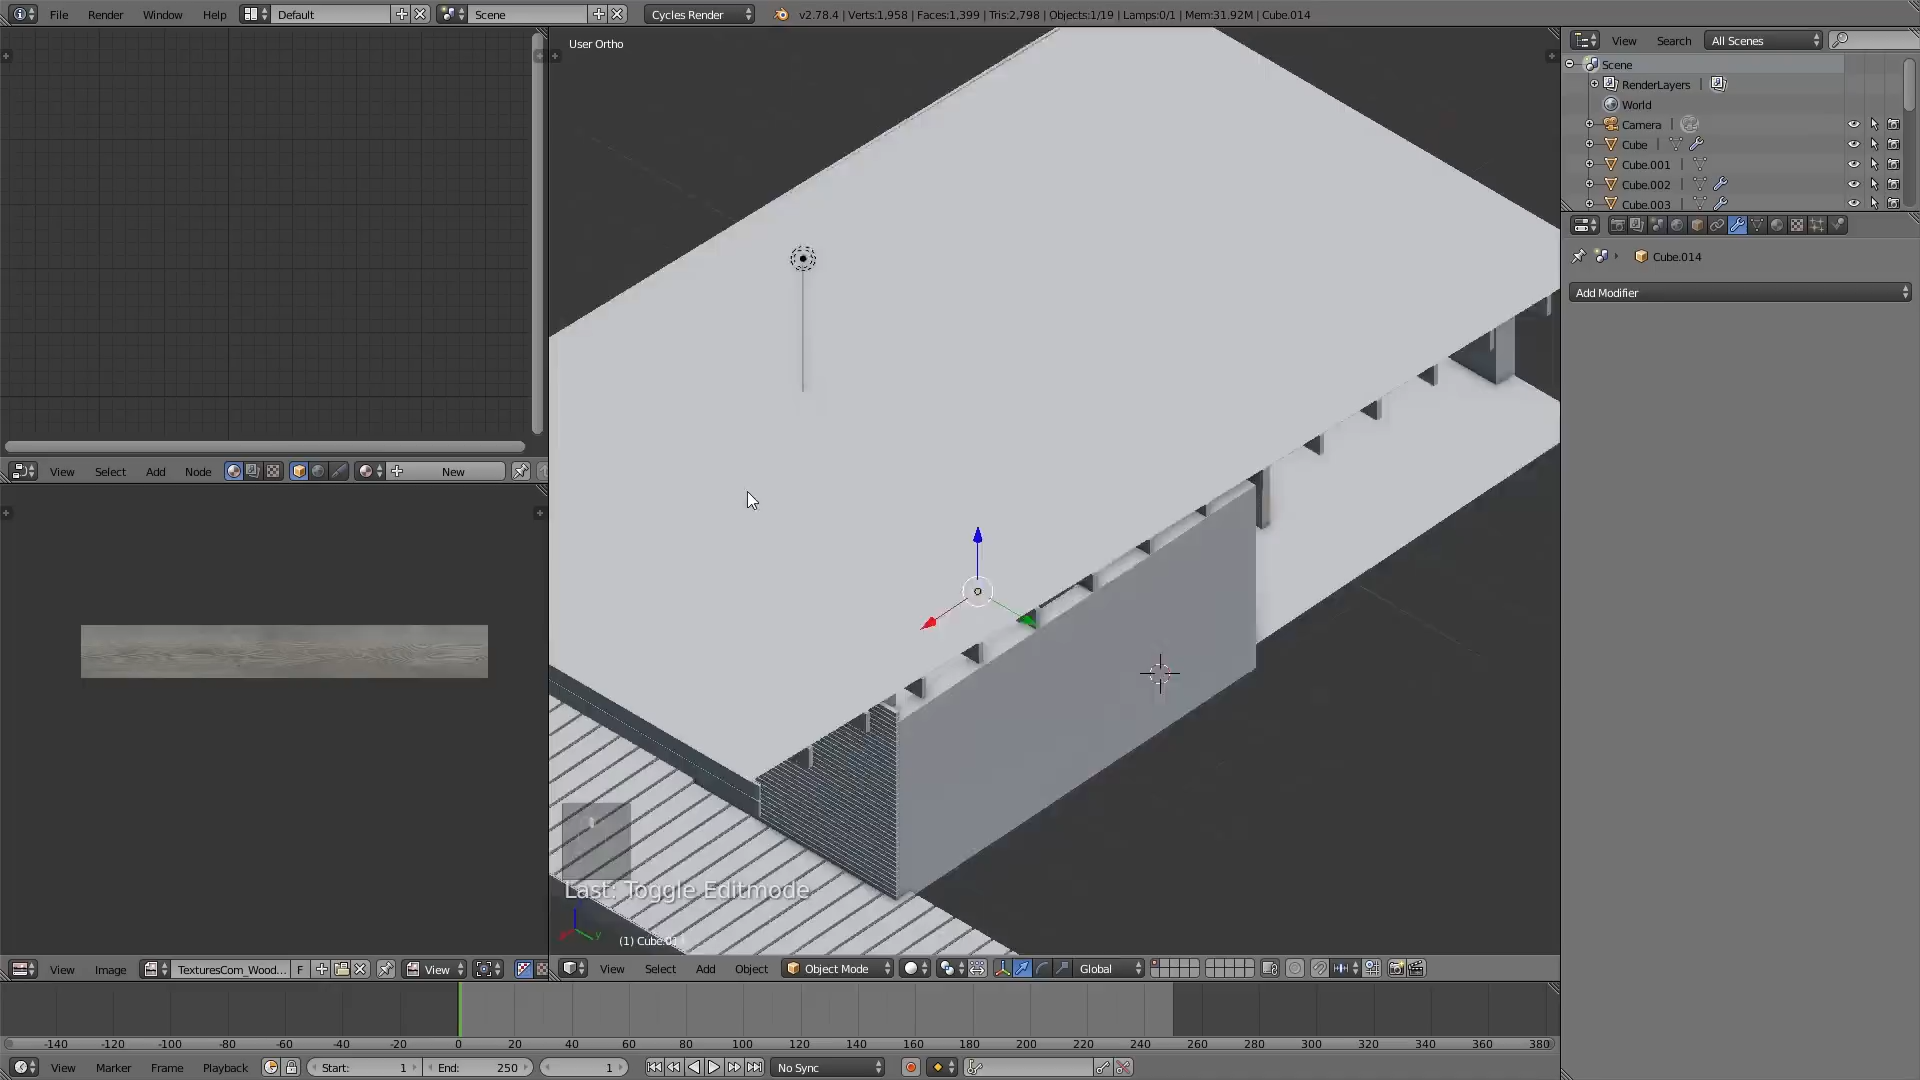 File Render Window Help Default Scene Cycles Render v2.78.4 | Verts:1,958 | Faces:1,399 | Tris:2,798 | Objects:1/19 | Lamps:0/1 | Mem:31.92M | Cube.014
User Ortho
View Search All Scenes
Scene
RenderLayers
World
Camera
Cube
Cube.001
Cube.002
Cube.003
Cube.014
Add Modifier
View Select Add Node New
Last: Toggle Editmode
(1) Cube.01
View Image TexturesCom_Wood... F View
View Select Add Object Object Mode Global
-140 -120 -100 -80 -60 -40 -20 0 20 40 60 80 100 120 140 160 180 200 220 240 260 280 300 320 340 360 380
View Marker Frame Playback Start: 1 End: 250 1 No Sync